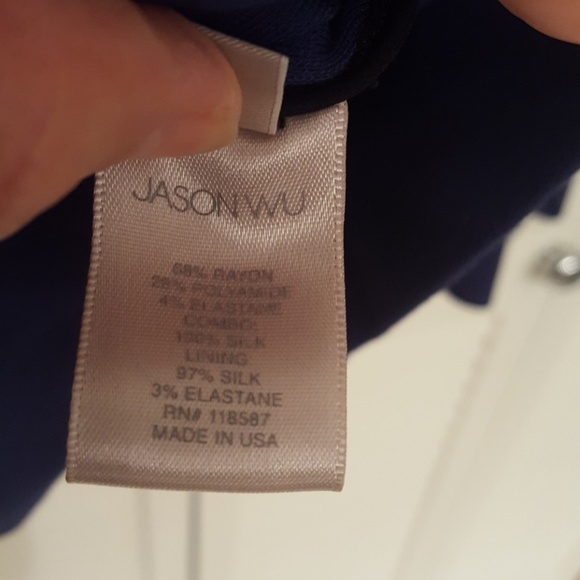 JASON WU
68% RAYON
28% POLYAMIDE
4% ELASTANE
COMBO:
100% SILK
LINING
97% SILK
3% ELASTANE
RN# 118587
MADE IN USA